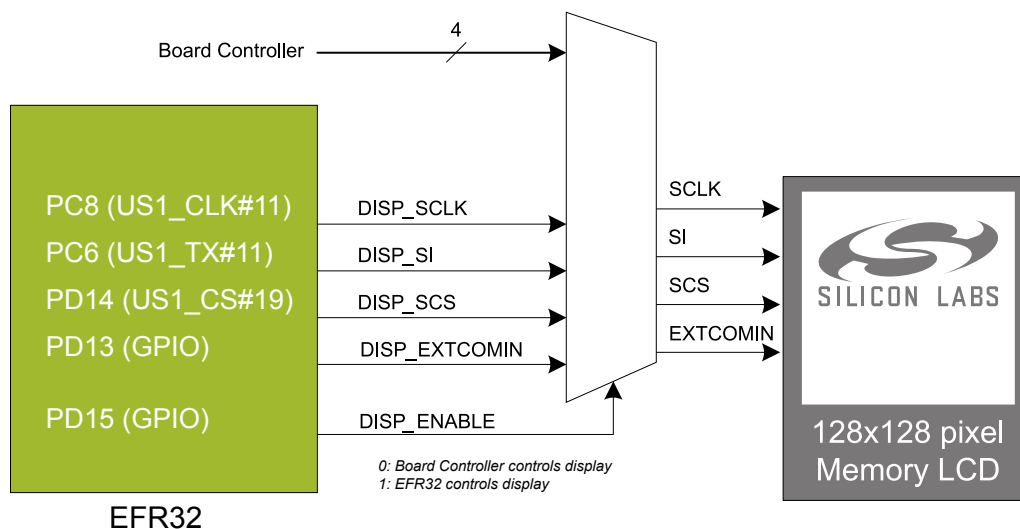 4
Board Controller
PC8 (US1_CLK#11)
DISP_SCLK
SCLK
PC6 (US1_TX#11)
DISP_SI
SI
PD14 (US1_CS#19)
DISP_SCS
SCS
SILICON LABS
PD13 (GPIO)
DISP_EXTCOMIN
EXTCOMIN
PD15 (GPIO)
DISP_ENABLE
128x128 pixel
Memory LCD
0: Board Controller controls display
1: EFR32 controls display
EFR32